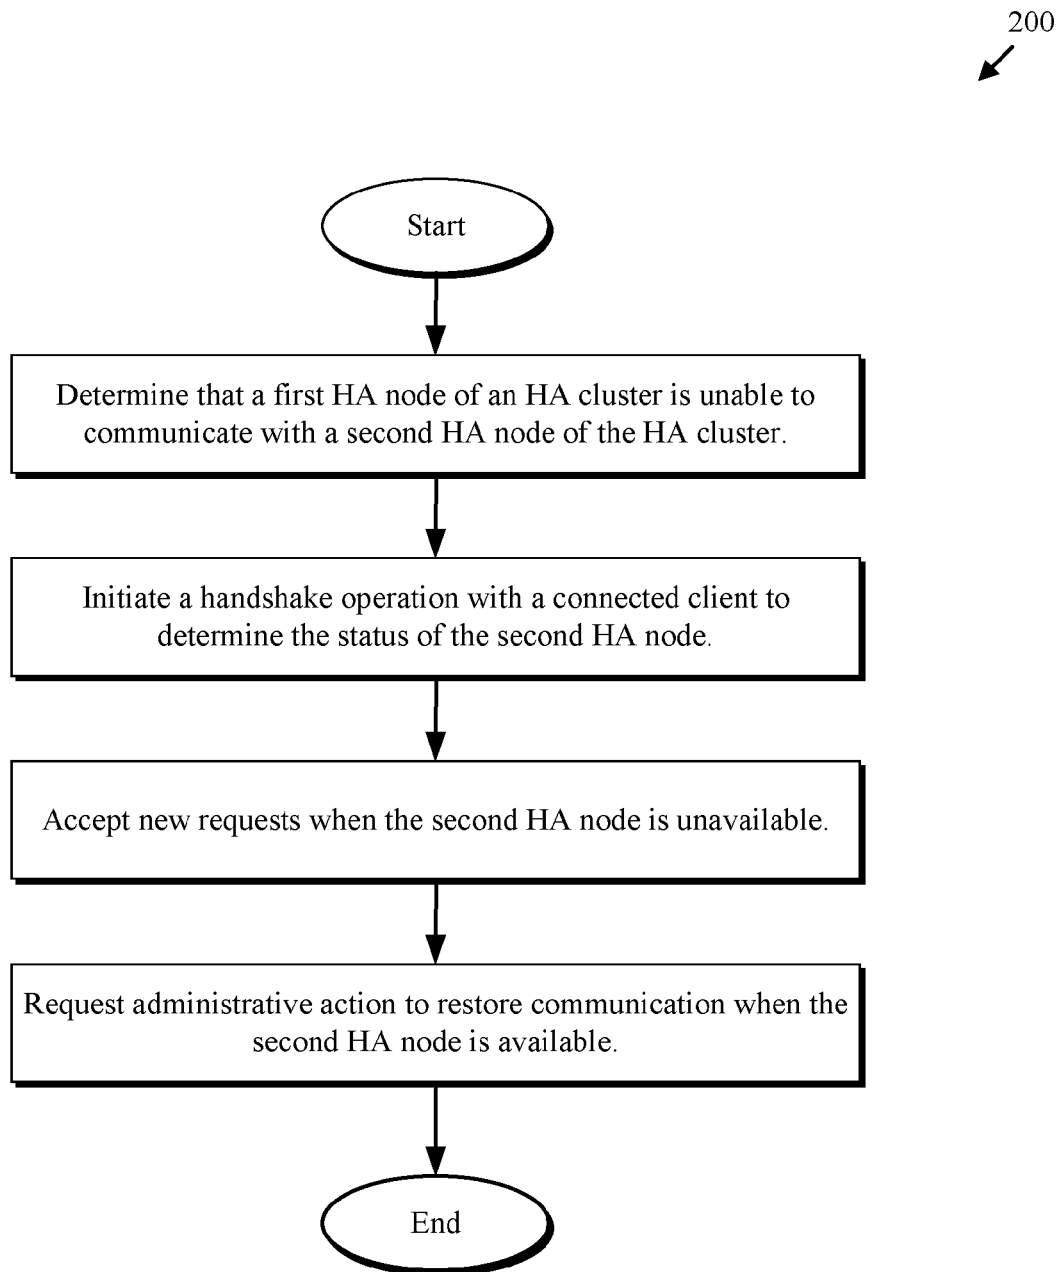 200
Start
Determine that a first HA node of an HA cluster is unable to
communicate with a second HA node of the HA cluster.
Initiate a handshake operation with a connected client to
determine the status of the second HA node.
Accept new requests when the second HA node is unavailable.
Request administrative action to restore communication when the
second HA node is available.
End